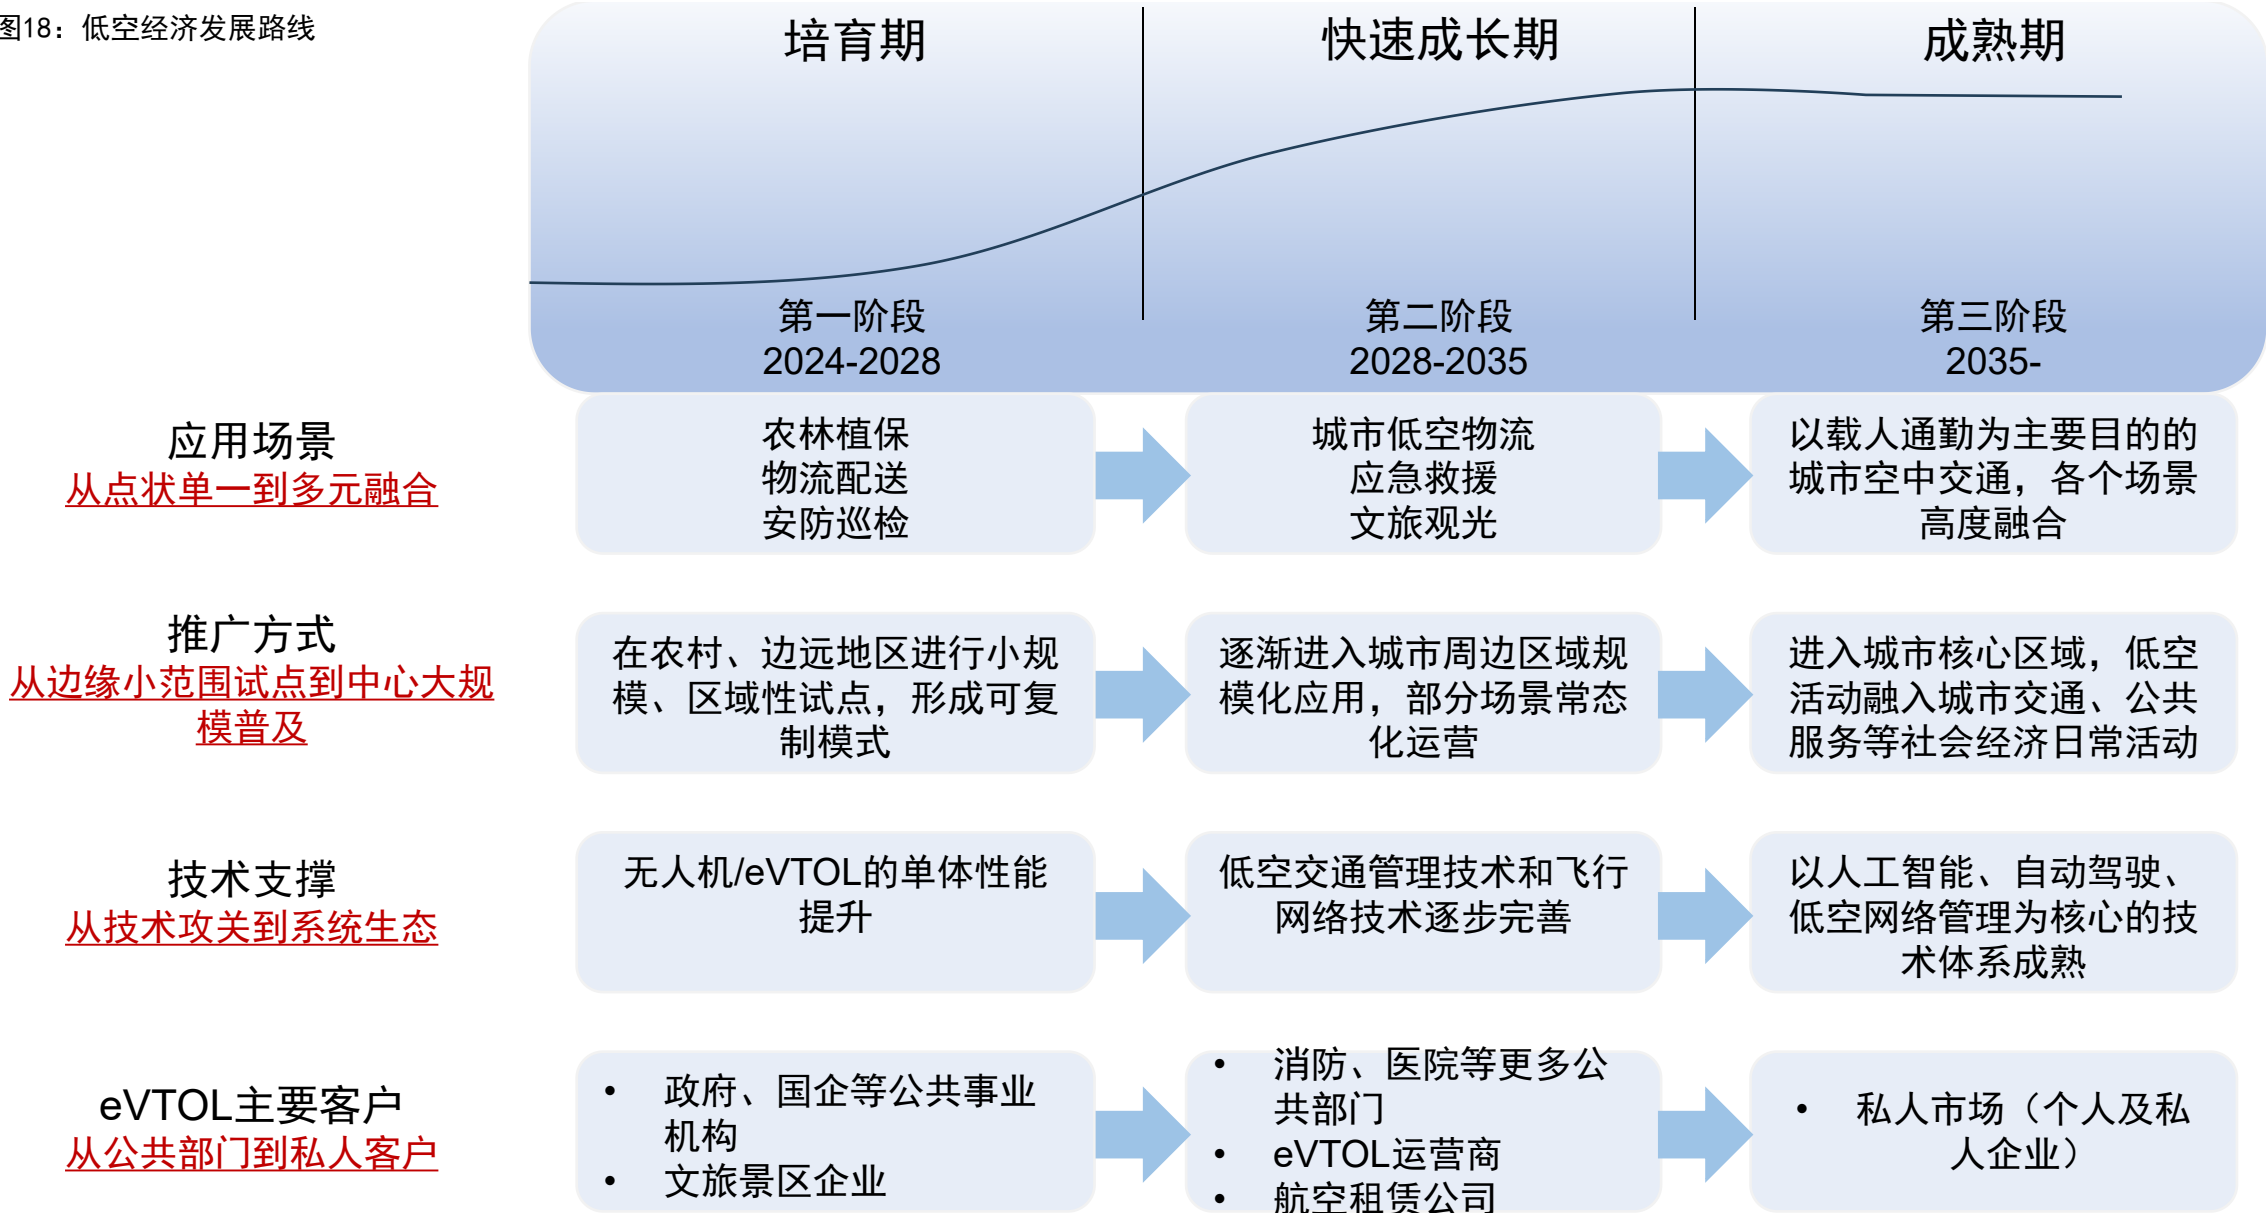 图18：低空经济发展路线
培育期
快速成长期
成熟期
第一阶段
2024-2028
第二阶段
2028-2035
第三阶段
2035-
应用场景
从点状单一到多元融合
农林植保
物流配送
安防巡检
城市低空物流
应急救援
文旅观光
以载人通勤为主要目的的
城市空中交通，各个场景
高度融合
推广方式
从边缘小范围试点到中心大规
模普及
在农村、边远地区进行小规
模、区域性试点，形成可复
制模式
逐渐进入城市周边区域规
模化应用，部分场景常态
化运营
进入城市核心区域，低空
活动融入城市交通、公共
服务等社会经济日常活动
技术支撑
从技术攻关到系统生态
无人机/eVTOL的单体性能
提升
低空交通管理技术和飞行
网络技术逐步完善
以人工智能、自动驾驶、
低空网络管理为核心的技
术体系成熟
eVTOL主要客户
从公共部门到私人客户
• 政府、国企等公共事业
机构
• 文旅景区企业
• 消防、医院等更多公
共部门
• eVTOL运营商
• 航空租赁公司
• 私人市场（个人及私
人企业）